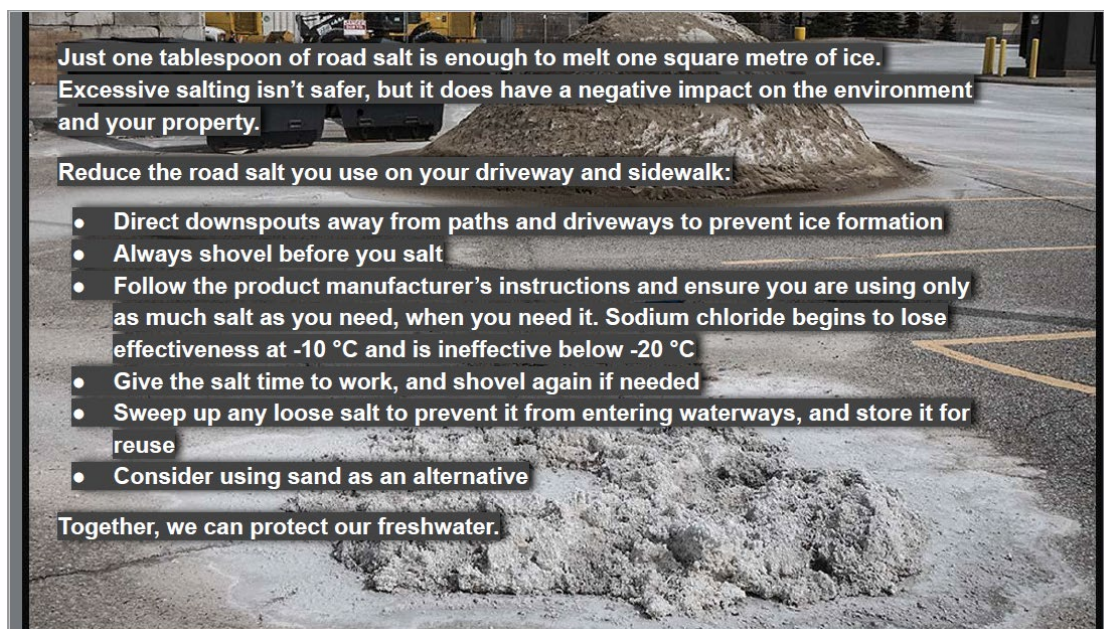 Just one tablespoon of road salt is enough to melt one square metre of ice.
Excessive salting isn't safer, but it does have a negative impact on the environment
and your property.
Reduce the road salt you use on your driveway and sidewalk:
● Direct downspouts away from paths and driveways to prevent ice formation
● Always shovel before you salt
● Follow the product manufacturer's instructions and ensure you are using only
as much salt as you need, when you need it. Sodium chloride begins to lose
effectiveness at -10 °C and is ineffective below -20 °C
● Give the salt time to work, and shovel again if needed
● Sweep up any loose salt to prevent it from entering waterways, and store it for
reuse
● Consider using sand as an alternative
Together, we can protect our freshwater.